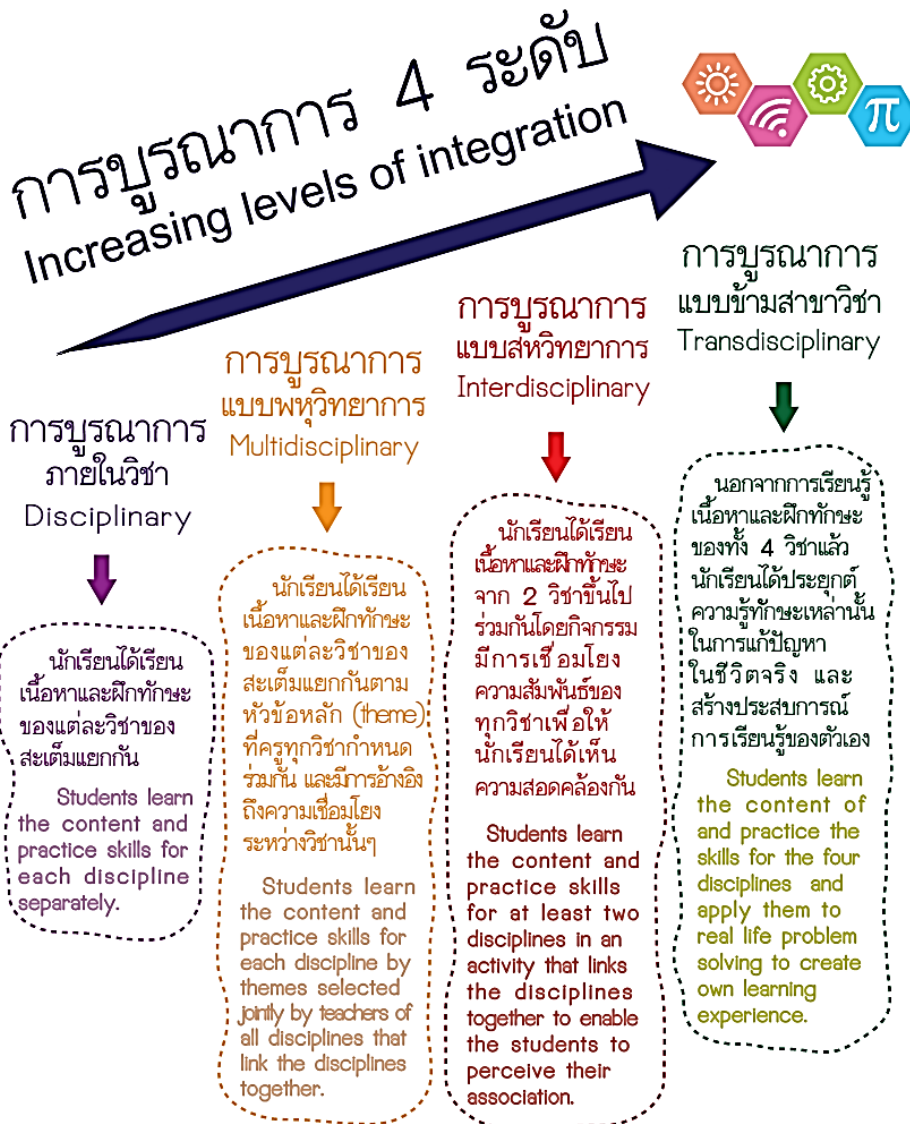 การบูรณาการ 4 ระดับ
Increasing levels of integration
π
การบูรณาการ
ภายในวิชา
Disciplinary
นักเรียนได้เรียน
เนื้อหาและฝึกทักษะ
ของแต่ละวิชาของ
สะเต็มแยกกัน
Students learn
the content and
practice skills for
each discipline
separately.
การบูรณาการ
แบบพหุวิทยาการ
Multidisciplinary
นักเรียนได้เรียน
เนื้อหาและฝึกทักษะ
ของแต่ละวิชาของ
สะเต็มแยกกันตาม
หัวข้อหลัก (theme)
ที่ครูทุกวิชากำหนด
ร่วมกัน และมีการอ้างอิง
ถึงความเชื่อมโยง
ระหว่างวิชานั้นๆ
Students learn
the content and
practice skills for
each discipline by
themes selected
jointly by teachers of
all disciplines that
link the disciplines
together.
การบูรณาการ
แบบสหวิทยาการ
Interdisciplinary
นักเรียนได้เรียน
เนื้อหาและฝึกทักษะ
จาก 2 วิชาขึ้นไป
ร่วมกันโดยกิจกรรม
มีการเชื่อมโยง
ความสัมพันธ์ของ
ทุกวิชาเพื่อให้
นักเรียนได้เห็น
ความสอดคล้องกัน
Students learn
the content and
practice skills
for at least two
disciplines in an
activity that links
the disciplines
together to enable
the students to
perceive their
association.
การบูรณาการ
แบบข้ามสาขาวิชา
Transdisciplinary
นอกจากการเรียนรู้
เนื้อหาและฝึกทักษะ
ของทั้ง 4 วิชาแล้ว
นักเรียนได้ประยุกต์
ความรู้ทักษะเหล่านั้น
ในการแก้ปัญหา
ในชีวิตจริง และ
สร้างประสบการณ์
การเรียนรู้ของตัวเอง
Students learn
the content of
and practice the
skills for the four
disciplines and
apply them to
real life problem
solving to create
own learning
experience.